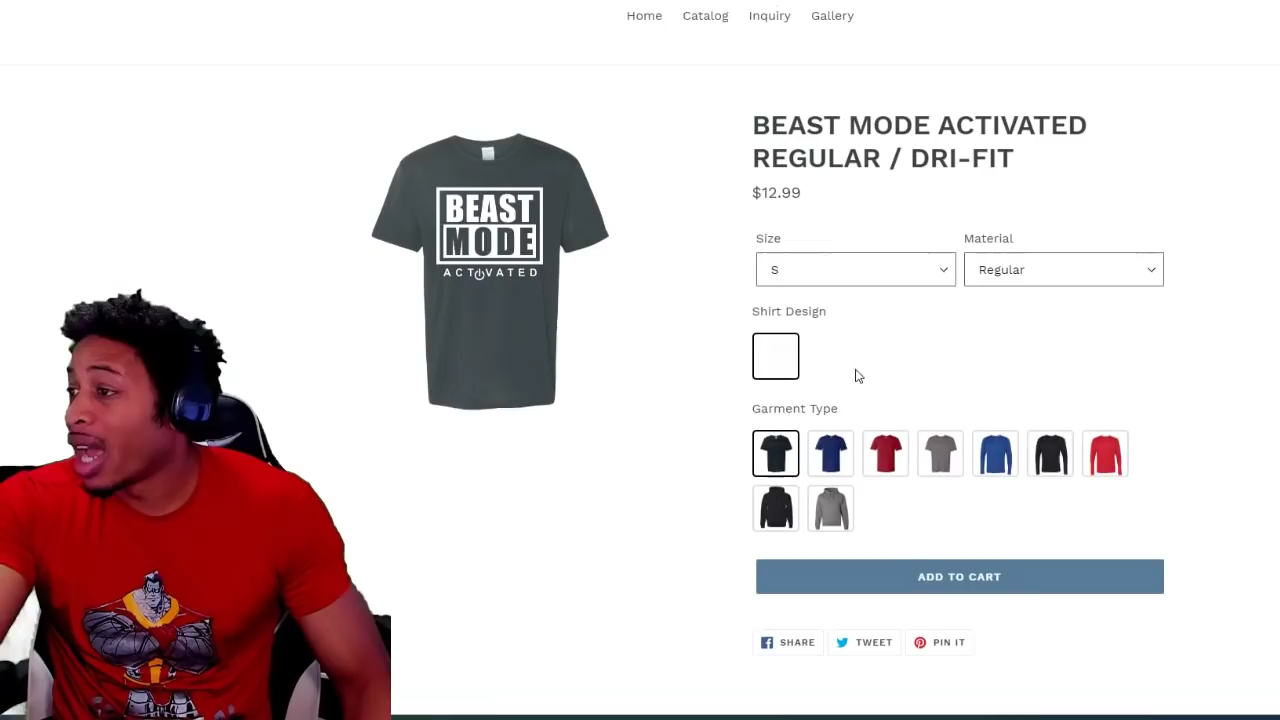 Home Catalog Inquiry Gallery
BEAST
MODE
ACTIVATED
BEAST MODE ACTIVATED
REGULAR / DRI-FIT
$12.99
Size Material
S Regular
Shirt Design
Garment Type
ADD TO CART
SHARE TWEET PIN IT